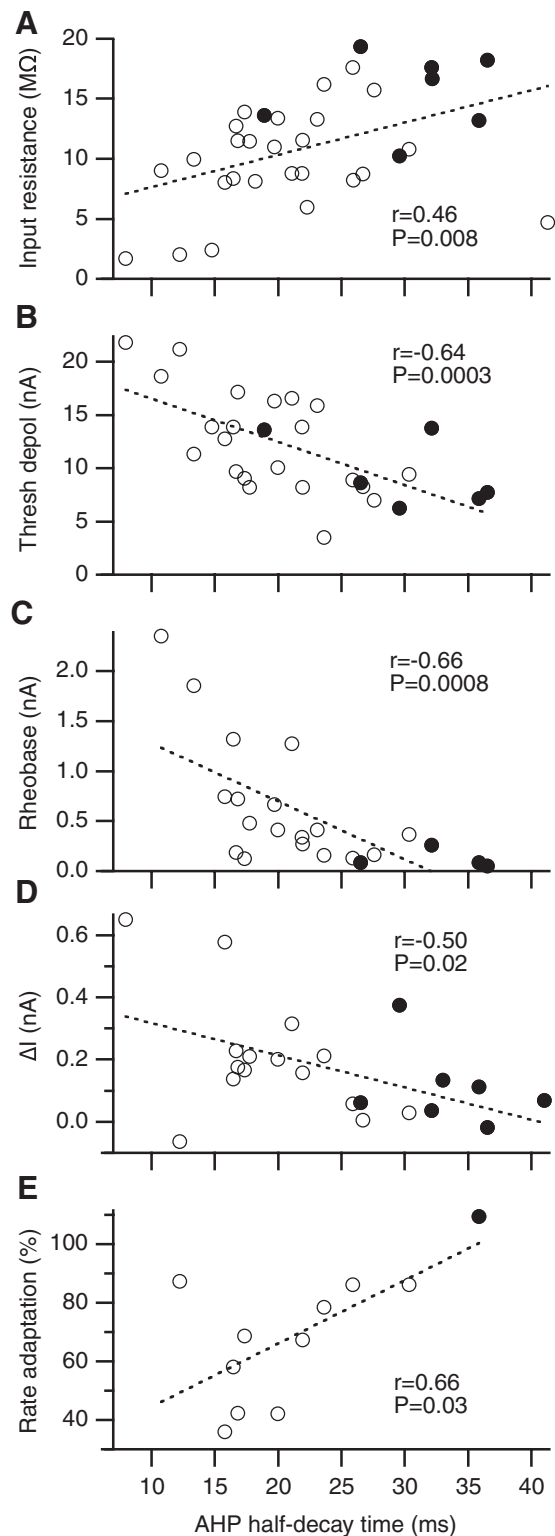 A
20
15
10
5
0
Input resistance (MΩ)
r=0.46
P=0.008
B
20
15
10
5
0
Thresh depol (nA)
r=-0.64
P=0.0003
C
2.0
1.5
1.0
0.5
0.0
Rheobase (nA)
r=-0.66
P=0.0008
D
0.6
0.4
0.2
0.0
ΔI (nA)
r=-0.50
P=0.02
E
100
80
60
40
Rate adaptation (%)
r=0.66
P=0.03
10 15 20 25 30 35 40
AHP half-decay time (ms)